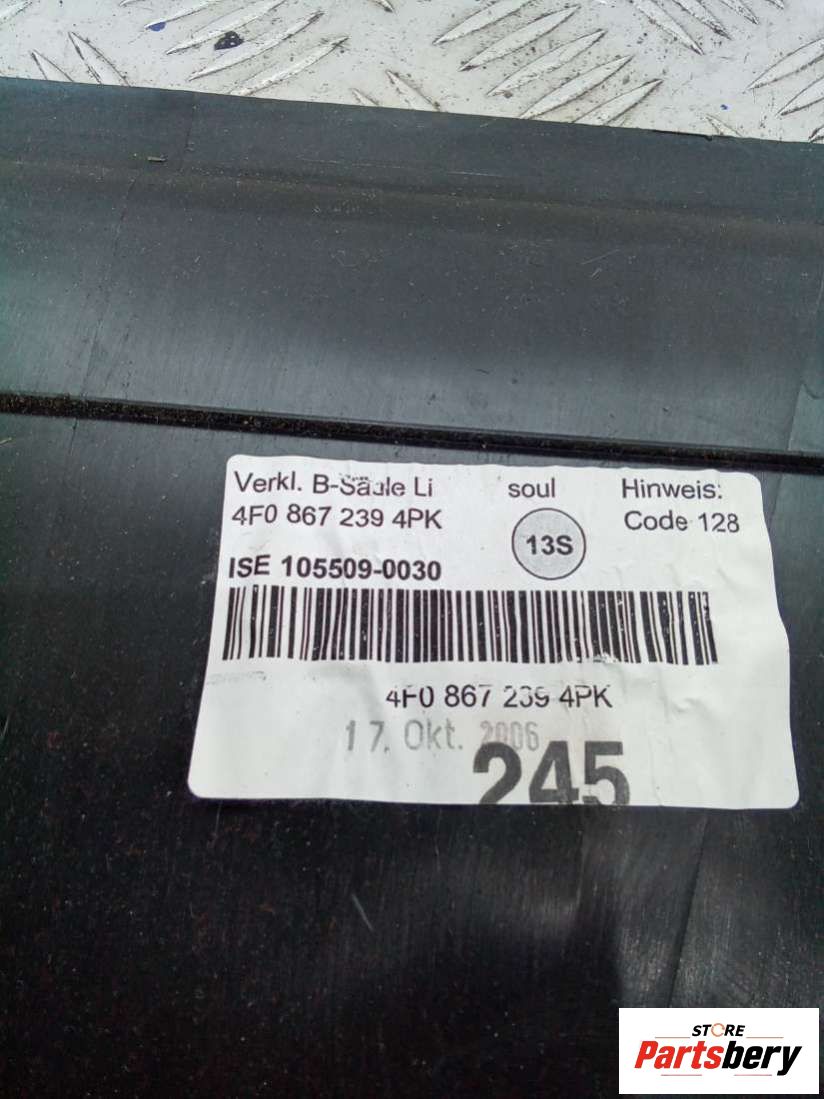 Verkl. B-Säule Li soul Hinweis:
4F0 867 239 4PK 13S Code 128
ISE 105509-0030
4F0 867 239 4PK
17. Okt. 2006
245
STORE
Partsbery